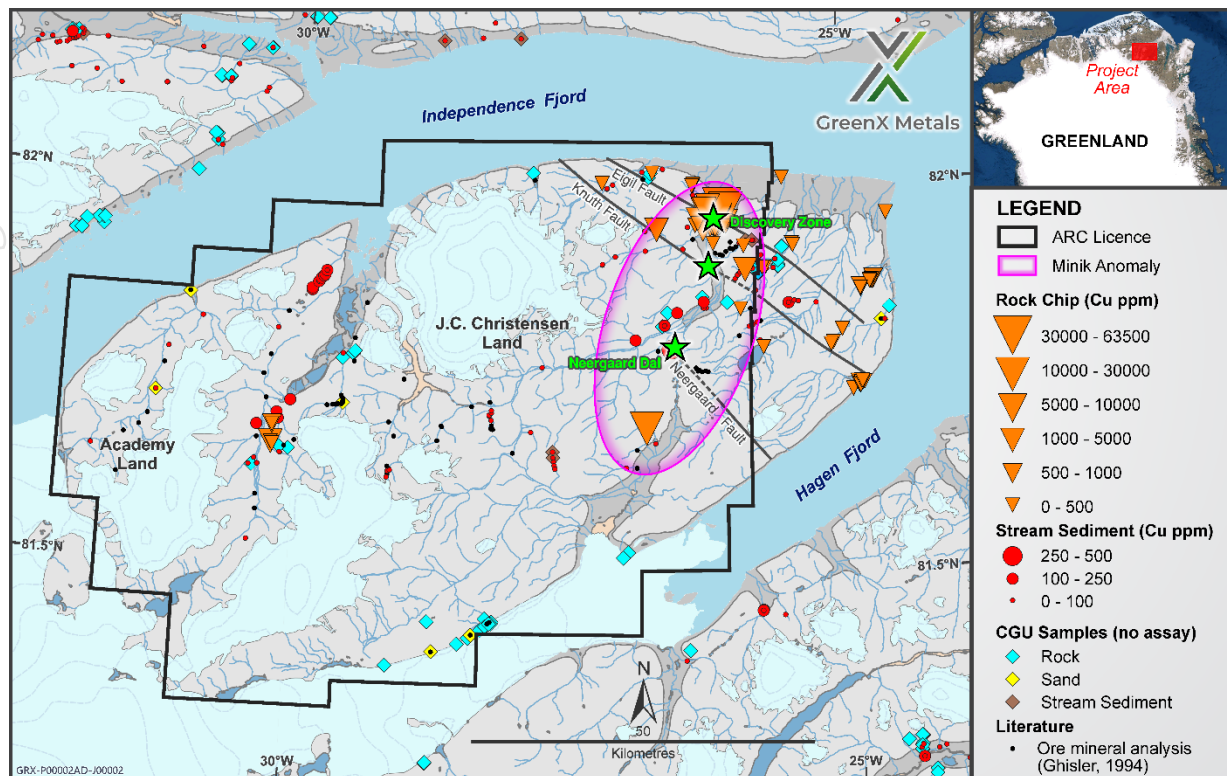 30°W
25°W
Independence Fjord
GreenX Metals
82°N
82°N
Eigil Fault
Knuth Fault
Discovery Zone
J.C. Christensen
Land
Neergaard Dal
Neergaard Fault
Academy
Land
Hagen Fjord
81.5°N
81.5°N
N
50
Kilometres
30°W
25°W
GRX-P00002AD-J00002
Project
Area
GREENLAND
LEGEND
ARC Licence
Minik Anomaly
Rock Chip (Cu ppm)
30000 - 63500
10000 - 30000
5000 - 10000
1000 - 5000
500 - 1000
0 - 500
Stream Sediment (Cu ppm)
250 - 500
100 - 250
0 - 100
CGU Samples (no assay)
Rock
Sand
Stream Sediment
Literature
Ore mineral analysis
(Ghisler, 1994)